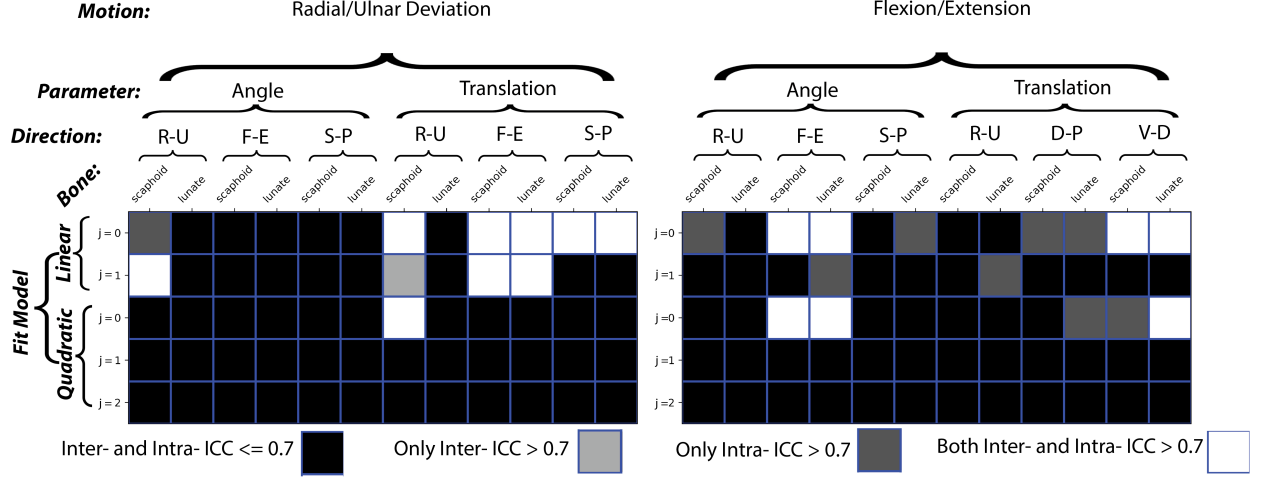 Motion: Radial/Ulnar Deviation Flexion/Extension
Parameter: Angle Translation Angle Translation
Direction: R-U F-E S-P R-U F-E S-P R-U F-E S-P R-U D-P V-D
Bone: scaphoid lunate scaphoid lunate scaphoid lunate scaphoid lunate scaphoid lunate scaphoid lunate scaphoid lunate scaphoid lunate scaphoid lunate scaphoid lunate scaphoid lunate scaphoid lunate
Fit Model
Linear
j=0 j=0
j=1 j=1
Quadratic
j=0 j=0
j=1 j=1
j=2 j=2
Inter- and Intra- ICC <= 0.7 Only Inter- ICC > 0.7 Only Intra- ICC > 0.7 Both Inter- and Intra- ICC > 0.7